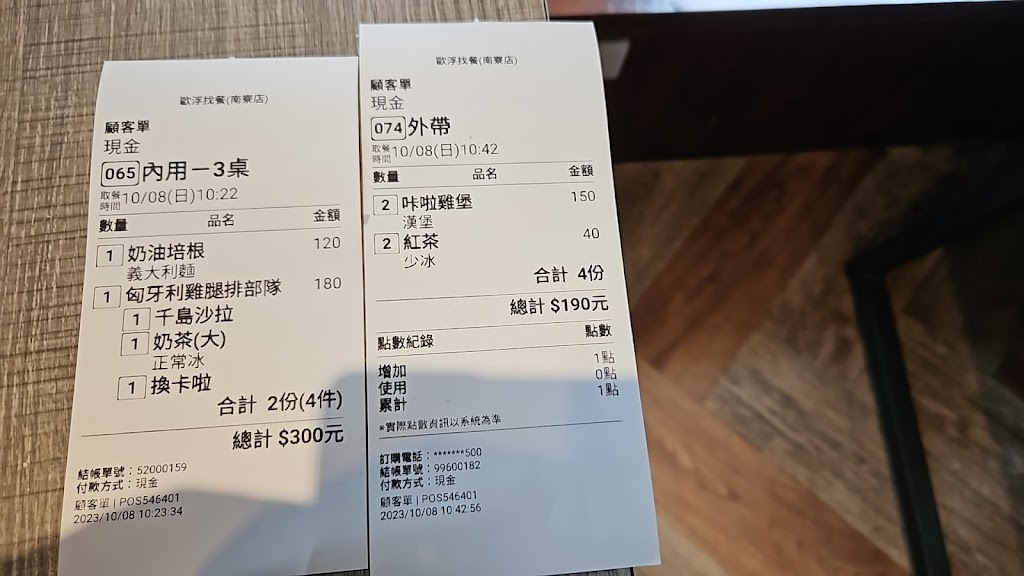 歐浮找餐(南寮店)
顧客單
現金
065 內用－3桌
取餐時間 10/08(日)10:22
數量 品名 金額
1 奶油培根 120
義大利麵
1 匈牙利雞腿排部隊 180
1 千島沙拉
1 奶茶(大)
正常冰
1 換卡啦
合計 2份(4件)
總計 $300元
結帳單號：52000159
付款方式：現金
顧客單 | POS546401
2023/10/08 10:23:34
歐浮找餐(南寮店)
顧客單
現金
074 外帶
取餐時間 10/08(日)10:42
數量 品名 金額
2 咔啦雞堡 150
漢堡
2 紅茶 40
少冰
合計 4份
總計 $190元
點數紀錄 點數
增加 1點
使用 0點
累計 1點
※實際點數資訊以系統為準
訂購電話：*******500
結帳單號：99600182
付款方式：現金
顧客單 | POS546401
2023/10/08 10:42:56